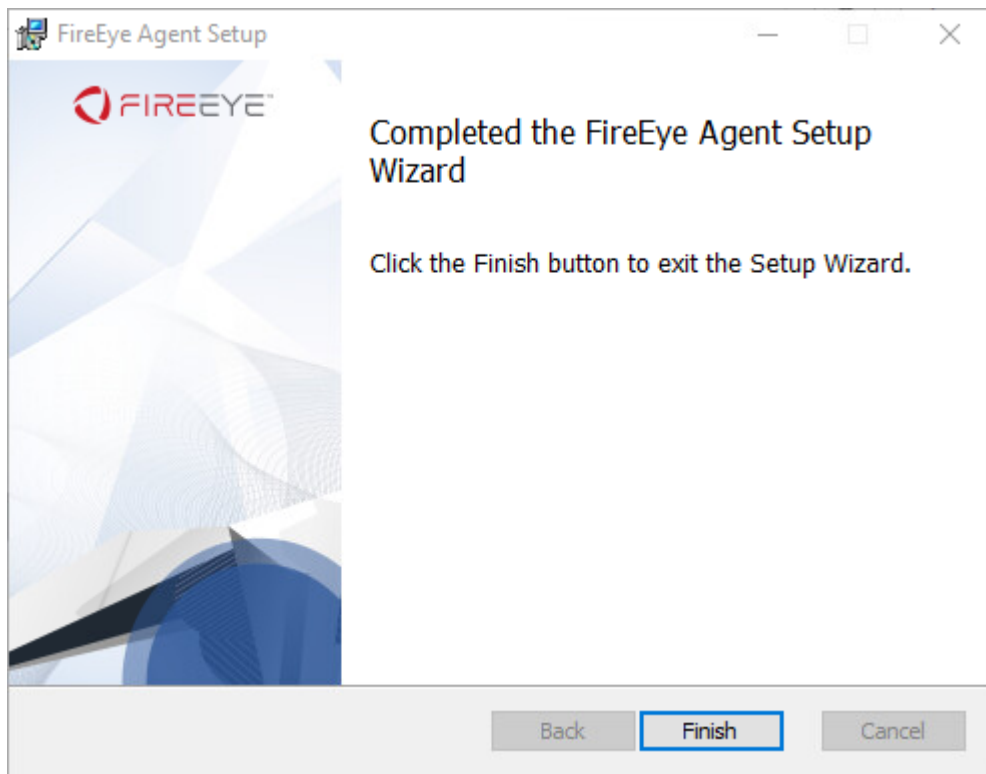 FireEye Agent Setup
FIREEYE™
Completed the FireEye Agent Setup
Wizard
Click the Finish button to exit the Setup Wizard.
Back
Finish
Cancel